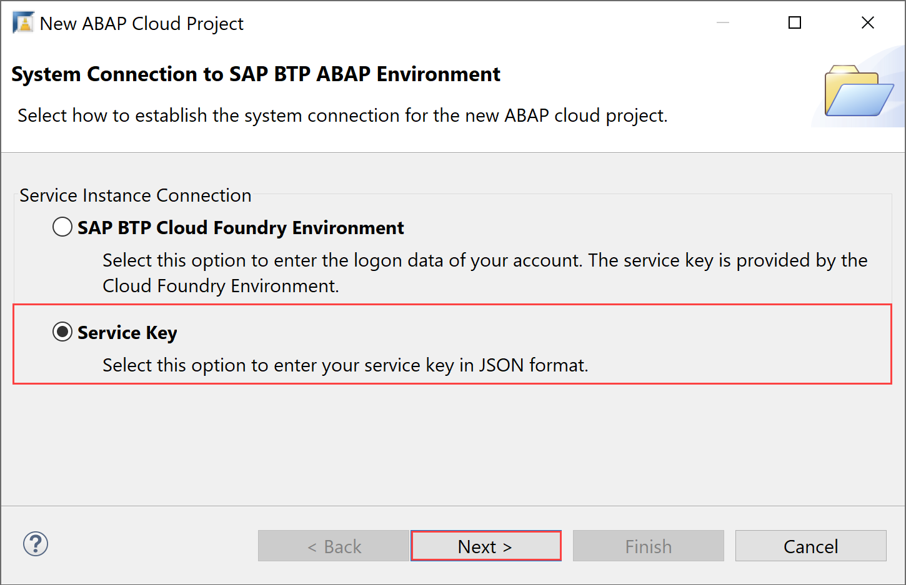 New ABAP Cloud Project
System Connection to SAP BTP ABAP Environment
Select how to establish the system connection for the new ABAP cloud project.
Service Instance Connection
SAP BTP Cloud Foundry Environment
Select this option to enter the logon data of your account. The service key is provided by the
Cloud Foundry Environment.
Service Key
Select this option to enter your service key in JSON format.
?
< Back
Next >
Finish
Cancel